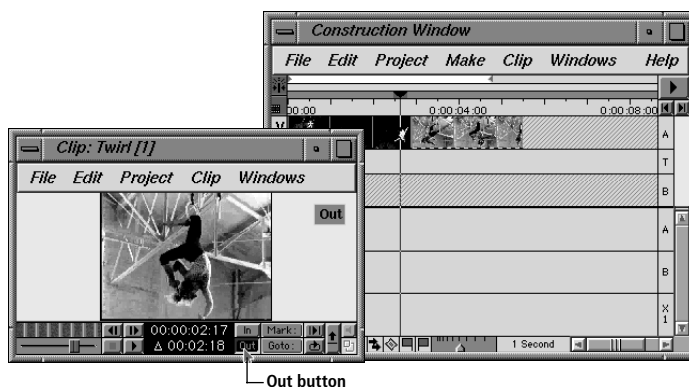 Construction Window
File Edit Project Make Clip Windows Help
00:00 0:00:04:00 0:00:08:00
V
A
T
B
A
B
X
1
1 Second
Clip: Twirl [1]
File Edit Project Clip Windows
Out
00:00:02:17 In Mark:
Δ 00:02:18 Out Goto:
Out button